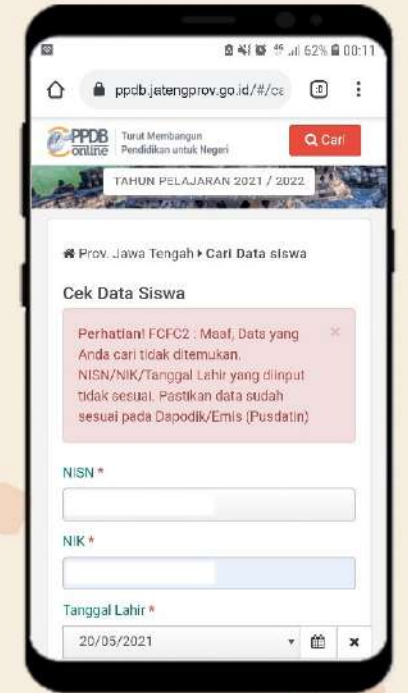 62% 00:11
ppdb.jatengprov.go.id/#/ca :D
PPDB online
Turut Membangun
Pendidikan untuk Negeri
Cari
TAHUN PELAJARAN 2021 / 2022
Prov. Jawa Tengah Cari Data siswa
Cek Data Siswa
Perhatian! FCFC2 : Maaf, Data yang
Anda cari tidak ditemukan.
NISN/NIK/Tanggal Lahir yang diinput
tidak sesuai. Pastikan data sudah
sesuai pada Dapodik/Emis (Pusdatin)
NISN *
NIK *
Tanggal Lahir *
20/05/2021